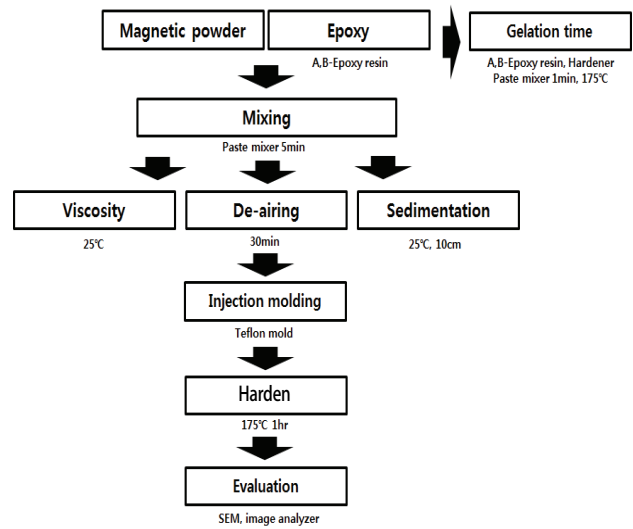 Magnetic powder
Epoxy
Gelation time
A,B-Epoxy resin
A,B-Epoxy resin, Hardener
Paste mixer 1min, 175℃
Mixing
Paste mixer 5min
Viscosity
De-airing
Sedimentation
25℃
30min
25℃, 10cm
Injection molding
Teflon mold
Harden
175℃ 1hr
Evaluation
SEM, image analyzer